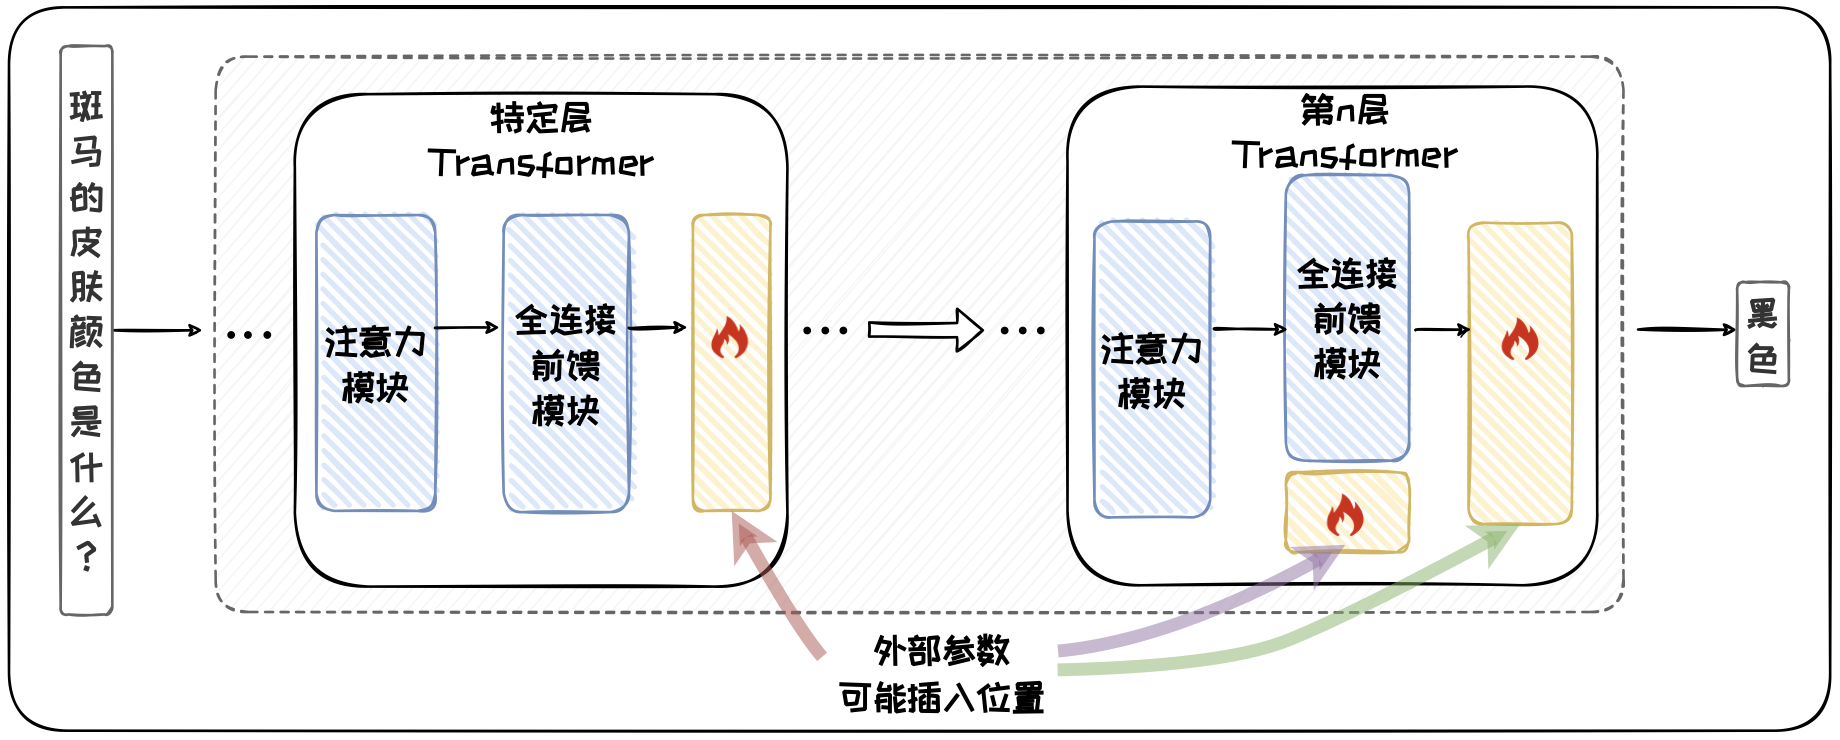 斑马的皮肤颜色是什么？
...
特定层
Transformer
注意力
模块
全连接
前馈
模块
...
...
第n层
Transformer
注意力
模块
全连接
前馈
模块
黑色
外部参数
可能插入位置